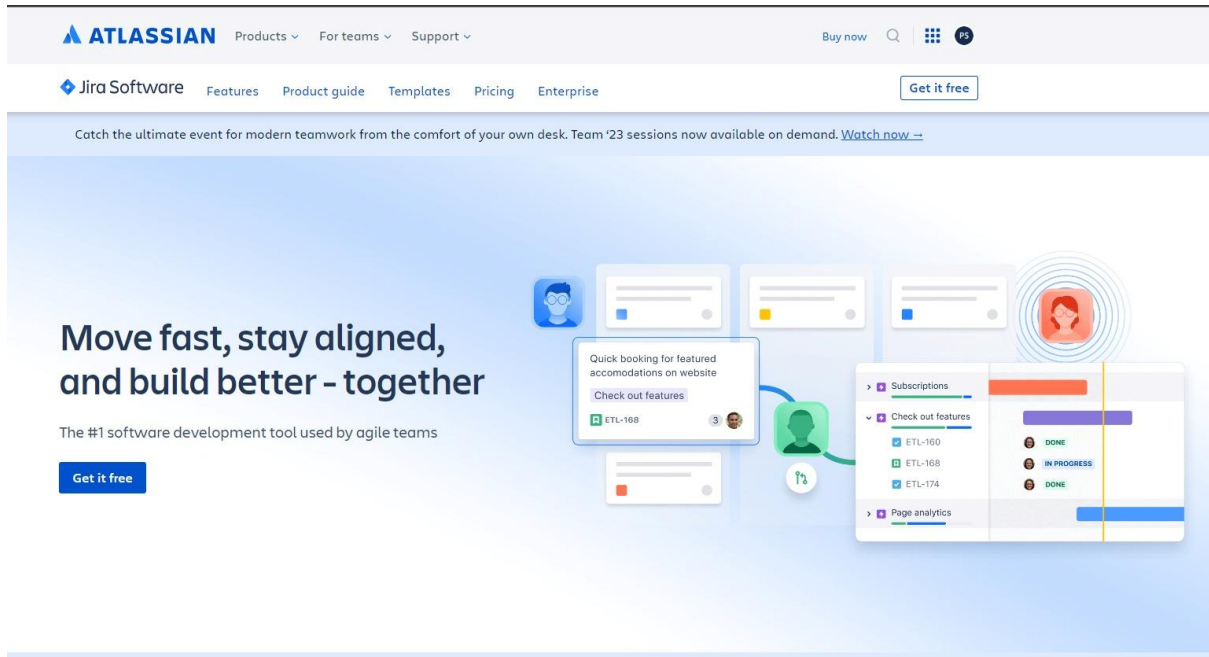 ATLASSIAN Products For teams Support Buy now PS
Jira Software Features Product guide Templates Pricing Enterprise Get it free
Catch the ultimate event for modern teamwork from the comfort of your own desk. Team ‘23 sessions now available on demand. Watch now →
Move fast, stay aligned,
and build better – together
The #1 software development tool used by agile teams
Get it free
Quick booking for featured
accomodations on website
Check out features
ETL-168 3
Subscriptions
Check out features
ETL-160 DONE
ETL-168 IN PROGRESS
ETL-174 DONE
Page analytics